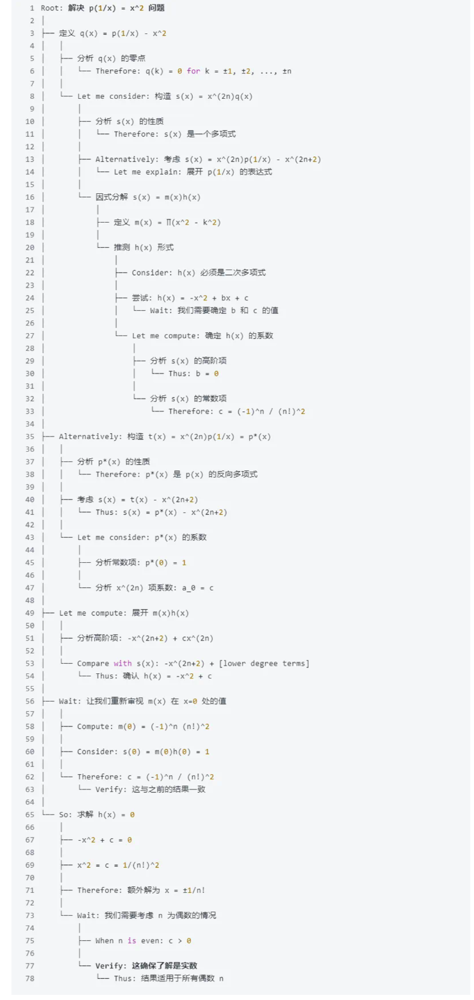 1 Root: 解决 p(1/x) = x^2 问题
2 │
3 ├── 定义 q(x) = p(1/x) - x^2
4 │   │
5 │   ├── 分析 q(x) 的零点
6 │   │   └── Therefore: q(k) = 0 for k = ±1, ±2, ..., ±n
7 │   │
8 │   └── Let me consider: 构造 s(x) = x^(2n)q(x)
9 │       │
10 │       ├── 分析 s(x) 的性质
11 │       │   └── Therefore: s(x) 是一个多项式
12 │       │
13 │       ├── Alternatively: 考虑 s(x) = x^(2n)p(1/x) - x^(2n+2)
14 │       │   └── Let me explain: 展开 p(1/x) 的表达式
15 │       │
16 │       └── 因式分解 s(x) = m(x)h(x)
17 │           │
18 │           ├── 定义 m(x) = ∏(x^2 - k^2)
19 │           │
20 │           └── 推测 h(x) 形式
21 │               │
22 │               ├── Consider: h(x) 必须是二次多项式
23 │               │
24 │               ├── 尝试: h(x) = -x^2 + bx + c
25 │               │   └── Wait: 我们需要确定 b 和 c 的值
26 │               │
27 │               └── Let me compute: 确定 h(x) 的系数
28 │                   │
29 │                   ├── 分析 s(x) 的高阶项
30 │                   │   └── Thus: b = 0
31 │                   │
32 │                   └── 分析 s(x) 的常数项
33 │                       └── Therefore: c = (-1)^n / (n!)^2
34 │
35 ├── Alternatively: 构造 t(x) = x^(2n)p(1/x) = p*(x)
36 │   │
37 │   ├── 分析 p*(x) 的性质
38 │   │   └── Therefore: p*(x) 是 p(x) 的反向多项式
39 │   │
40 │   ├── 考虑 s(x) = t(x) - x^(2n+2)
41 │   │   └── Thus: s(x) = p*(x) - x^(2n+2)
42 │   │
43 │   └── Let me consider: p*(x) 的系数
44 │       │
45 │       ├── 分析常数项: p*(0) = 1
46 │       │
47 │       └── 分析 x^(2n) 项系数: a_0 = c
48 │
49 ├── Let me compute: 展开 m(x)h(x)
50 │   │
51 │   ├── 分析高阶项: -x^(2n+2) + cx^(2n)
52 │   │
53 │   └── Compare with s(x): -x^(2n+2) + [lower degree terms]
54 │       └── Thus: 确认 h(x) = -x^2 + c
55 │
56 ├── Wait: 让我们重新审视 m(x) 在 x=0 处的值
57 │   │
58 │   ├── Compute: m(0) = (-1)^n (n!)^2
59 │   │
60 │   ├── Consider: s(0) = m(0)h(0) = 1
61 │   │
62 │   └── Therefore: c = (-1)^n / (n!)^2
63 │       └── Verify: 这与之前的结果一致
64 │
65 └── So: 求解 h(x) = 0
66     │
67     ├── -x^2 + c = 0
68     │
69     ├── x^2 = c = 1/(n!)^2
70     │
71     ├── Therefore: 额外解为 x = ±1/n!
72     │
73     └── Wait: 我们需要考虑 n 为偶数的情况
74         │
75         ├── When n is even: c > 0
76         │
77         └── Verify: 这确保了解是实数
78             └── Thus: 结果适用于所有偶数 n